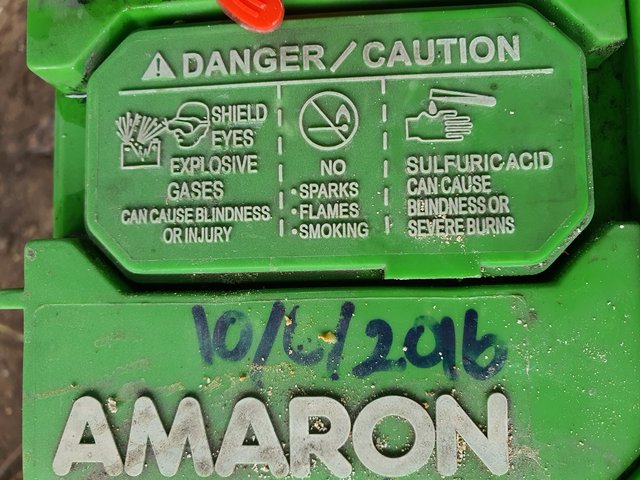 DANGER / CAUTION
SHIELD
EYES
EXPLOSIVE
GASES
CAN CAUSE BLINDNESS
OR INJURY
NO
• SPARKS
• FLAMES
• SMOKING
SULFURIC ACID
CAN CAUSE
BLINDNESS OR
SEVERE BURNS
10/6/2016
AMARON